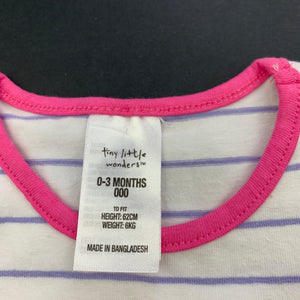 tiny little
wonders™
0-3 MONTHS
000
TO FIT
HEIGHT: 62CM
WEIGHT: 6KG
MADE IN BANGLADESH